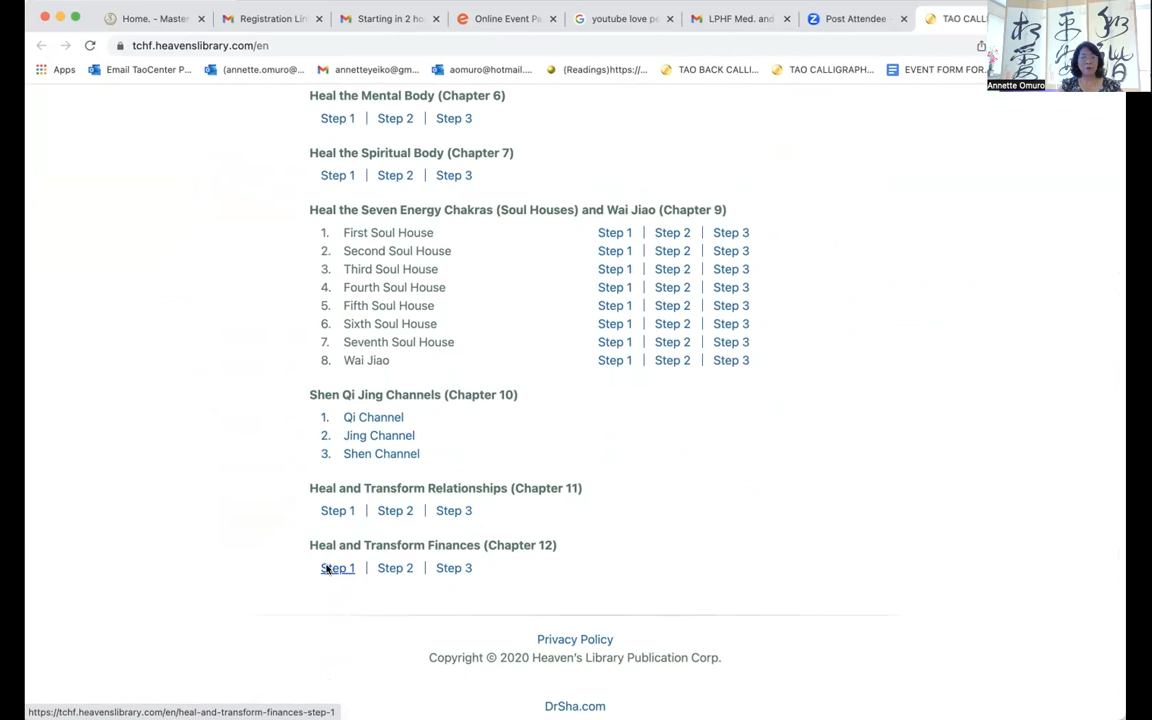 Home. - Master
Registration Lin
Starting in 2 ho
Online Event Pa
youtube love pe
LPHF Med. and
Post Attendee -
TAO CALL
tchf.heavenslibrary.com/en
Apps
Email TaoCenter P...
(annette.omuro@...
annetteyeiko@gm...
aomuro@hotmail....
(Readings)https://...
TAO BACK CALLI...
TAO CALLIGRAPH...
EVENT FORM FOR
Annette Omuro
Heal the Mental Body (Chapter 6)
Step 1 | Step 2 | Step 3
Heal the Spiritual Body (Chapter 7)
Step 1 | Step 2 | Step 3
Heal the Seven Energy Chakras (Soul Houses) and Wai Jiao (Chapter 9)
1. First Soul House Step 1 | Step 2 | Step 3
2. Second Soul House Step 1 | Step 2 | Step 3
3. Third Soul House Step 1 | Step 2 | Step 3
4. Fourth Soul House Step 1 | Step 2 | Step 3
5. Fifth Soul House Step 1 | Step 2 | Step 3
6. Sixth Soul House Step 1 | Step 2 | Step 3
7. Seventh Soul House Step 1 | Step 2 | Step 3
8. Wai Jiao Step 1 | Step 2 | Step 3
Shen Qi Jing Channels (Chapter 10)
1. Qi Channel
2. Jing Channel
3. Shen Channel
Heal and Transform Relationships (Chapter 11)
Step 1 | Step 2 | Step 3
Heal and Transform Finances (Chapter 12)
Step 1 | Step 2 | Step 3
Privacy Policy
Copyright © 2020 Heaven's Library Publication Corp.
DrSha.com
https://tchf.heavenslibrary.com/en/heal-and-transform-finances-step-1